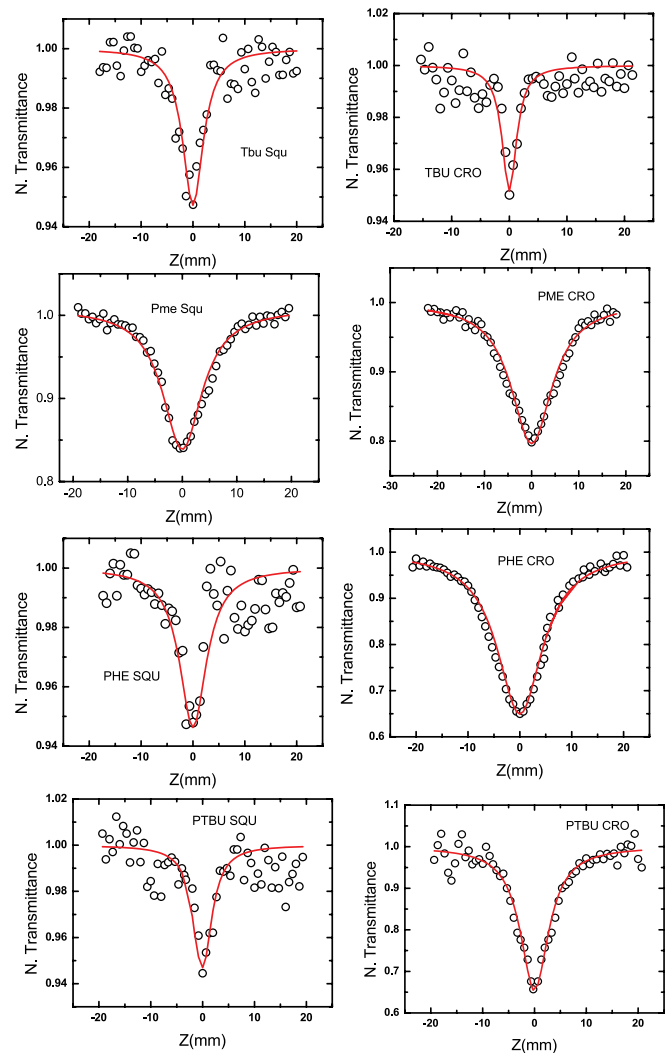 N. Transmittance
1.00
0.98
0.96
0.94
Tbu Squ
-20 -10 0 10 20
Z(mm)
N. Transmittance
1.02
1.00
0.98
0.96
0.94
TBU CRO
-20 -10 0 10 20
Z(mm)
N. Transmittance
1.0
0.9
0.8
Pme Squ
-20 -10 0 10 20
Z(mm)
N. Transmittance
1.0
0.9
0.8
PME CRO
-30 -20 -10 0 10 20
Z(mm)
N. Transmittance
1.00
0.98
0.96
0.94
PHE SQU
-20 -10 0 10 20
Z(mm)
N. Transmittance
1.0
0.9
0.8
0.7
0.6
PHE CRO
-20 -10 0 10 20
Z(mm)
N. Transmittance
1.02
1.00
0.98
0.96
0.94
PTBU SQU
-20 -10 0 10 20
Z(mm)
N. Transmittance
1.1
1.0
0.9
0.8
0.7
0.6
PTBU CRO
-20 -10 0 10 20
Z(mm)